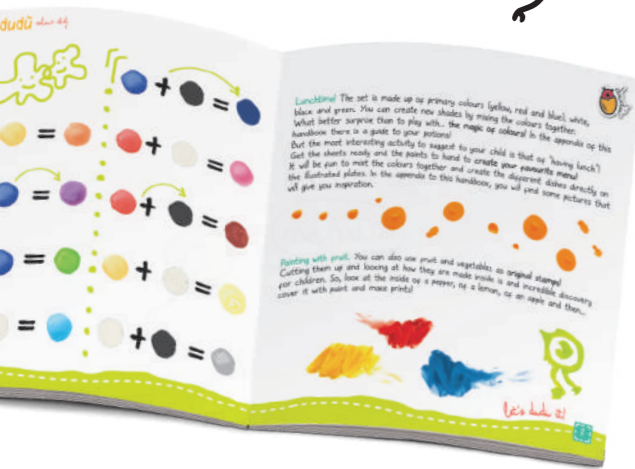 dudù
+ =
=
+ =
=
+ =
=
+ =
=
+ =
Lunchtime! The set is made up of primary colours (yellow, red and blue), white,
black and green. You can create new shades by mixing the colours together.
What better surprise than to play with... the magic of colours! In the appendix of this
handbook there is a guide to your potions!
But the most interesting activity to suggest to your child is that of "having lunch"!
Get the sheets ready and the paints to hand to create your favourite menu!
It will be fun to mix the colours together and create the different dishes directly on
the illustrated plates. In the appendix to this handbook, you will find some pictures that
will give you inspiration.
Painting with fruit. You can also use fruit and vegetables as original stamps!
Cutting them up and looking at how they are made inside is and incredible discovery
for children. So, look at the inside of a pepper, of a lemon, of an apple and then...
cover it with paint and make prints!
let's dudù it!